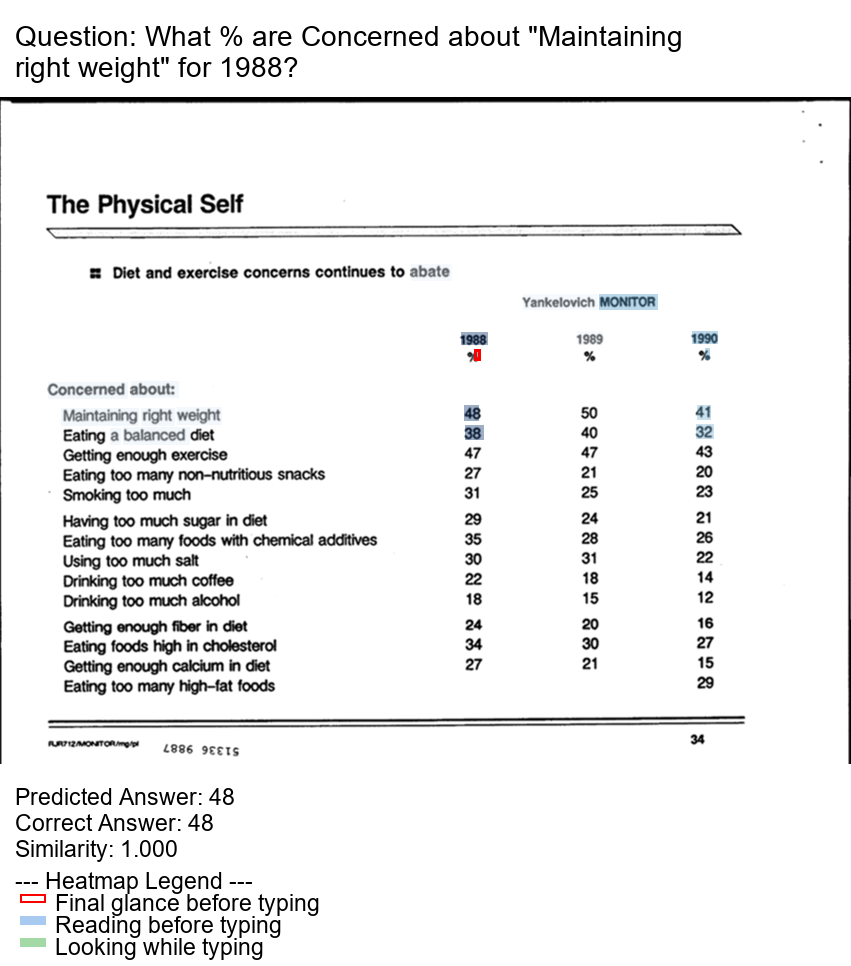 Question: What % are Concerned about "Maintaining
right weight" for 1988?
The Physical Self
Diet and exercise concerns continues to abate
Yankelovich MONITOR
1988 1989 1990
% % %
Concerned about:
Maintaining right weight 48 50 41
Eating a balanced diet 38 40 32
Getting enough exercise 47 47 43
Eating too many non-nutritious snacks 27 21 20
Smoking too much 31 25 23
Having too much sugar in diet 29 24 21
Eating too many foods with chemical additives 35 28 26
Using too much salt 30 31 22
Drinking too much coffee 22 18 14
Drinking too much alcohol 18 15 12
Getting enough fiber in diet 24 20 16
Eating foods high in cholesterol 34 30 27
Getting enough calcium in diet 27 21 15
Eating too many high-fat foods 29
RJR712/MONITOR/mg/pl 51336 9887 34
Predicted Answer: 48
Correct Answer: 48
Similarity: 1.000
--- Heatmap Legend ---
Final glance before typing
Reading before typing
Looking while typing